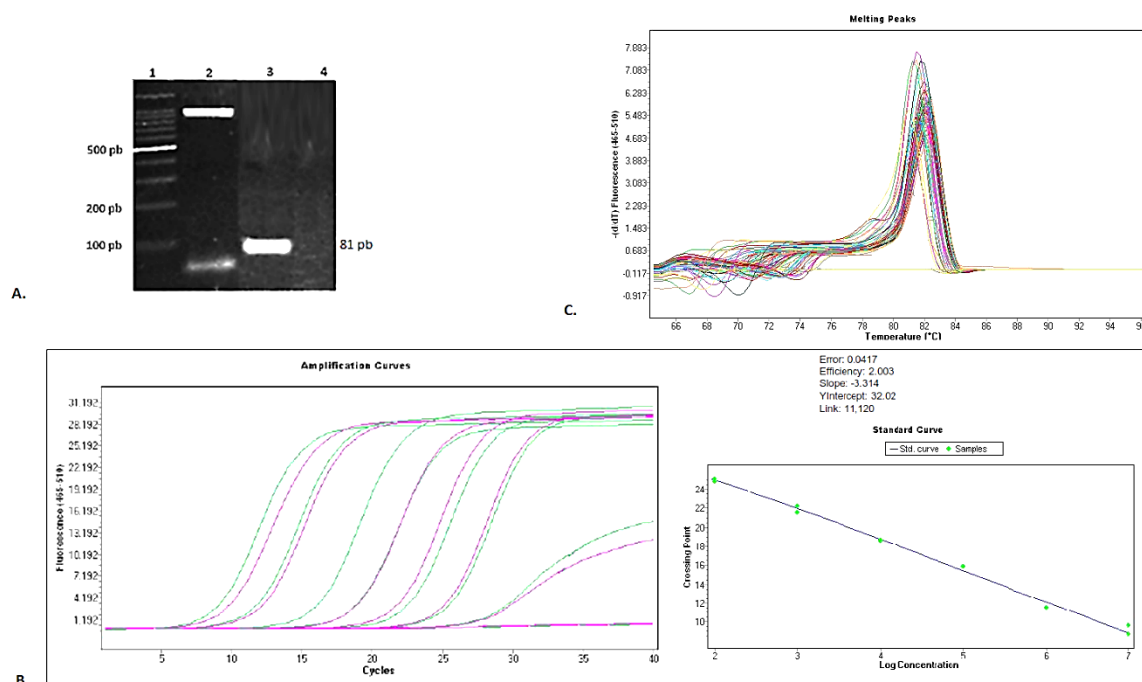 1 2 3 4
500 pb
200 pb
100 pb
81 pb
A.
Melting Peaks
-(d/dT) Fluorescence (465-510)
7.883
7.083
6.283
5.483
4.683
3.883
3.083
2.283
1.483
0.683
-0.117
-0.917
66 68 70 72 74 76 78 80 82 84 86 88 90 92 94 96
Temperature (°C)
C.
Amplification Curves
Fluorescence (465-510)
31.192
28.192
25.192
22.192
19.192
16.192
13.192
10.192
7.192
4.192
1.192
5 10 15 20 25 30 35 40
Cycles
B.
Error: 0.0417
Efficiency: 2.003
Slope: -3.314
YIntercept: 32.02
Link: 11,120
Standard Curve
Std. curve Samples
Crossing Point
24
22
20
18
16
14
12
10
2 3 4 5 6 7
Log Concentration